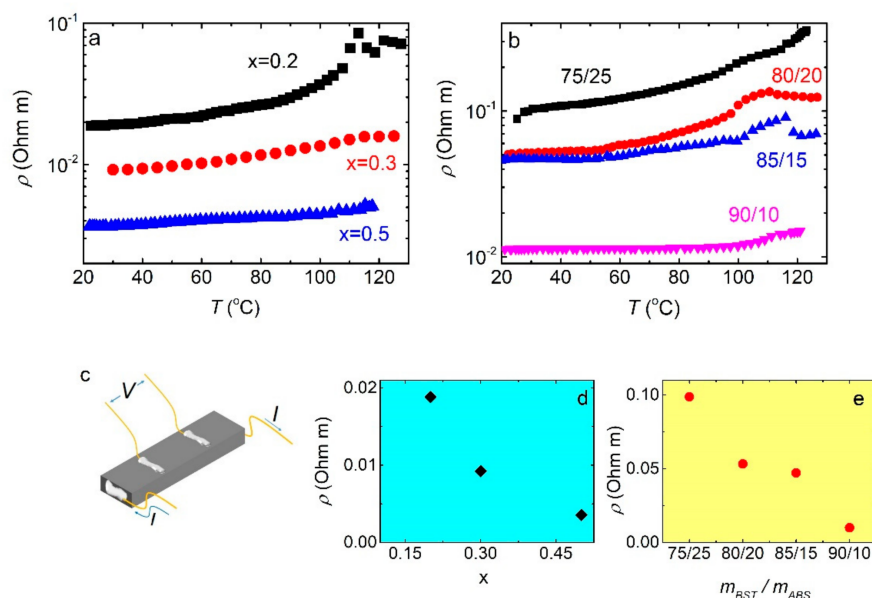 a
10⁻¹
10⁻²
ρ (Ohm m)
x=0.2
x=0.3
x=0.5
20 40 60 80 100 120
T (°C)
b
10⁻¹
10⁻²
ρ (Ohm m)
75/25
80/20
85/15
90/10
20 40 60 80 100 120
T (°C)
c
V
I
I
d
0.02
0.01
0.00
ρ (Ohm m)
0.15 0.30 0.45
x
e
0.10
0.05
0.00
ρ (Ohm m)
75/25 80/20 85/15 90/10
m_BST / m_ABS